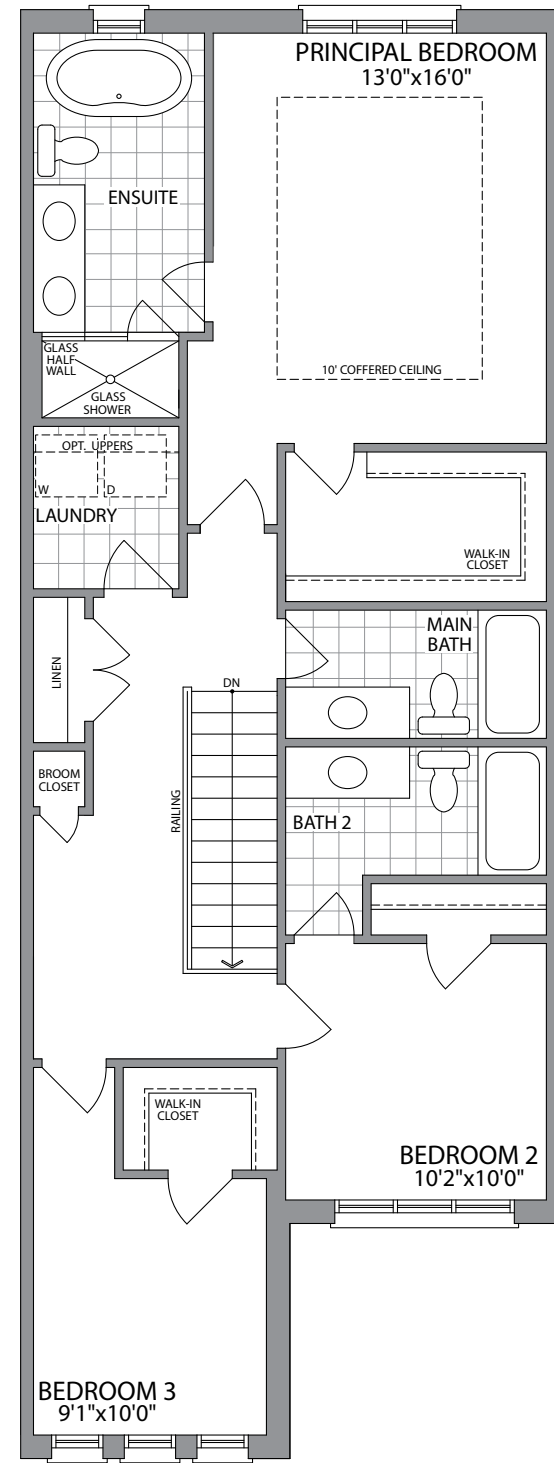 PRINCIPAL BEDROOM
13'0"x16'0"
ENSUITE
GLASS
HALF
WALL
GLASS
SHOWER
10' COFFERED CEILING
OPT. UPPERS
W
D
LAUNDRY
WALK-IN
CLOSET
MAIN
BATH
LINEN
DN
BROOM
CLOSET
RAILING
BATH 2
WALK-IN
CLOSET
BEDROOM 2
10'2"x10'0"
BEDROOM 3
9'1"x10'0"